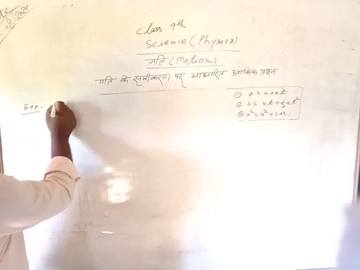 Class 9th
Science (Physics)
गति (Motion)
गति के समीकरण पर आधारित आंकिक प्रश्न
Exp.
① v = u + at
② s = ut + ½at²
③ v² = u² + 2as